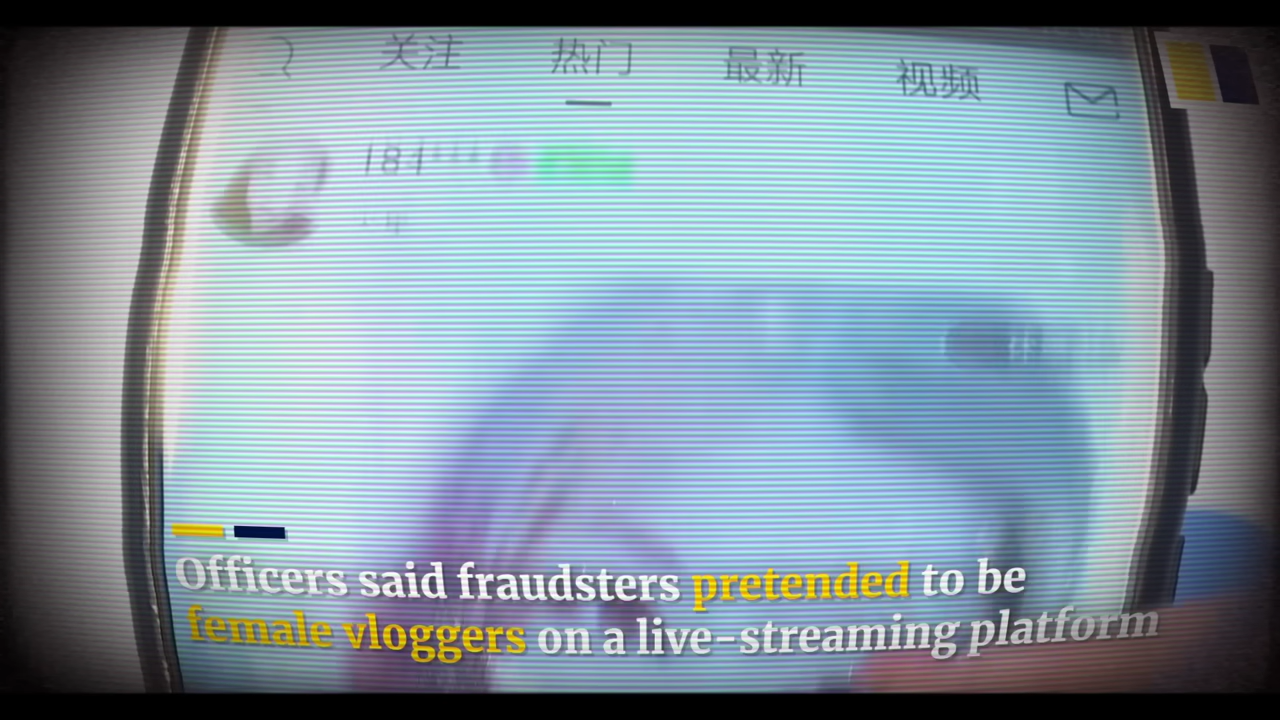 关注 热门 最新 视频
184
Officers said fraudsters pretended to be
female vloggers on a live-streaming platform